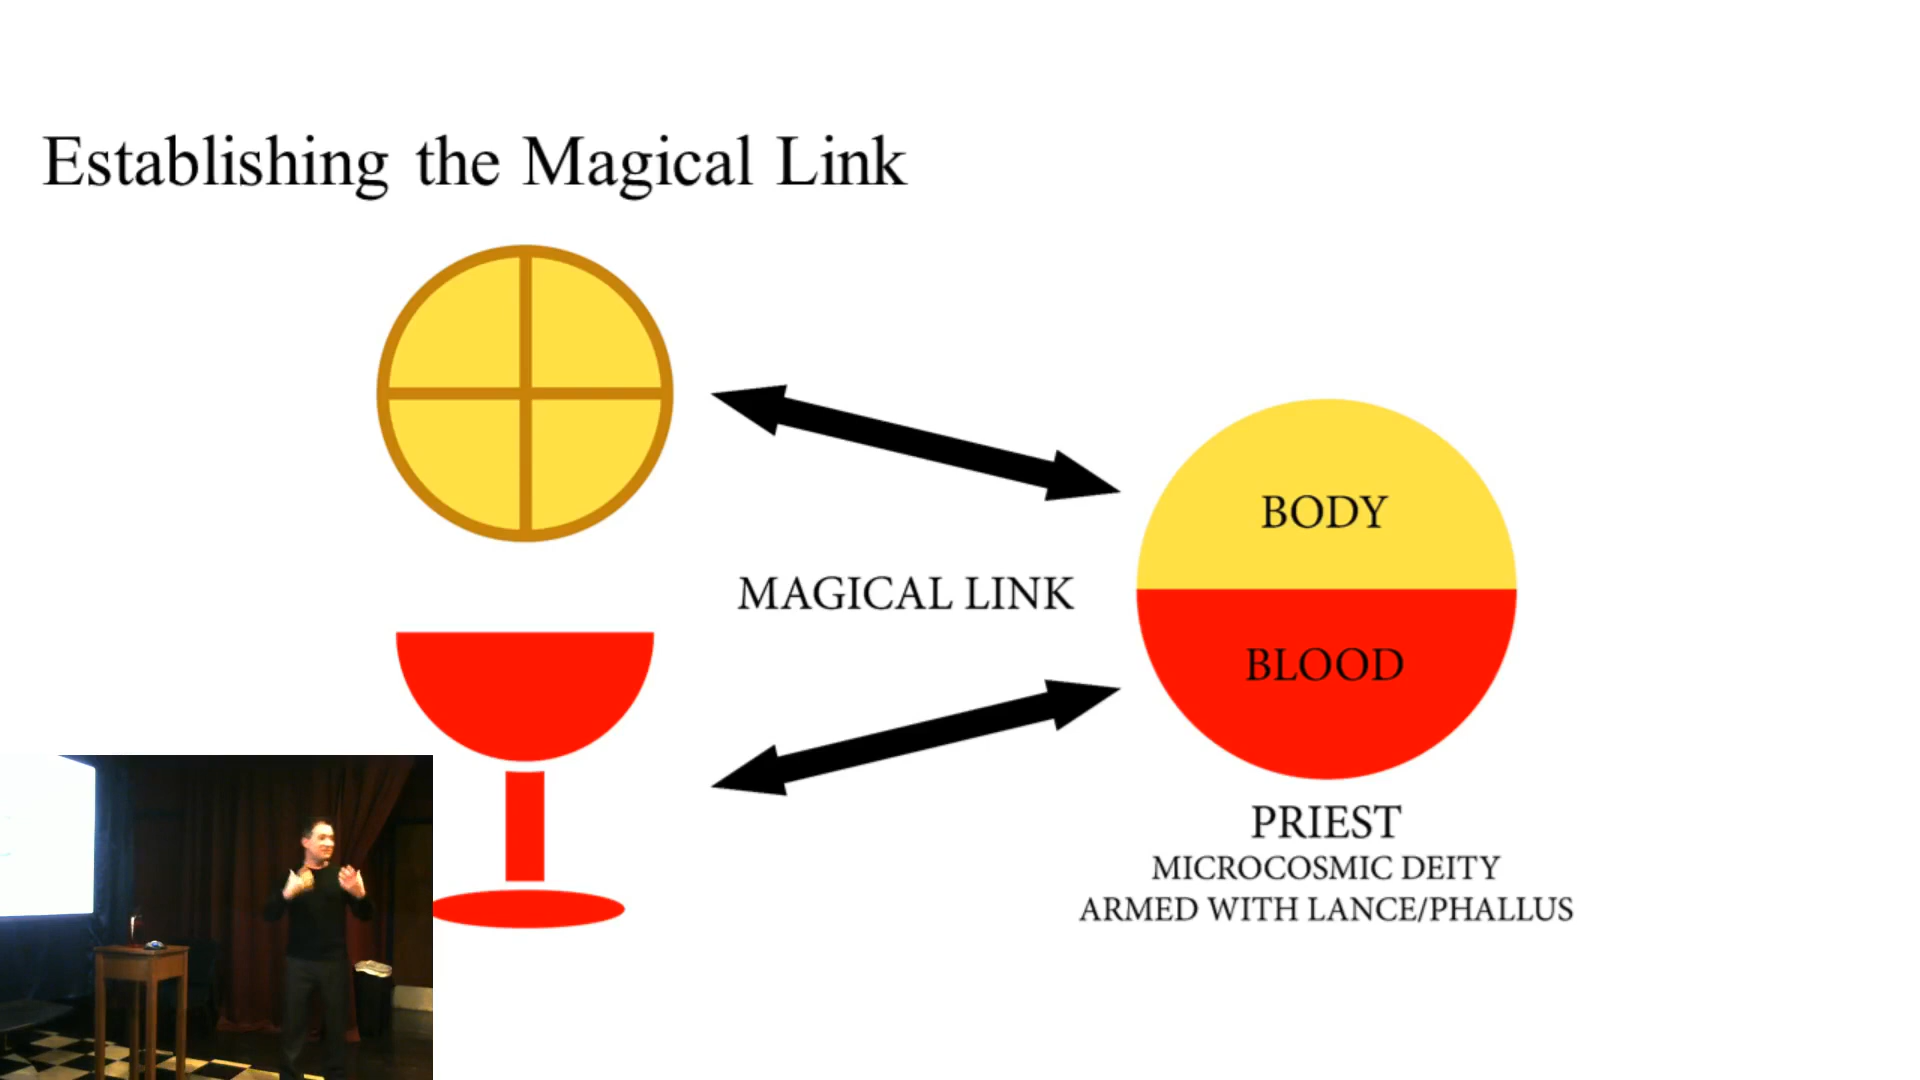 Establishing the Magical Link
BODY
MAGICAL LINK
BLOOD
PRIEST
MICROCOSMIC DEITY
ARMED WITH LANCE/PHALLUS